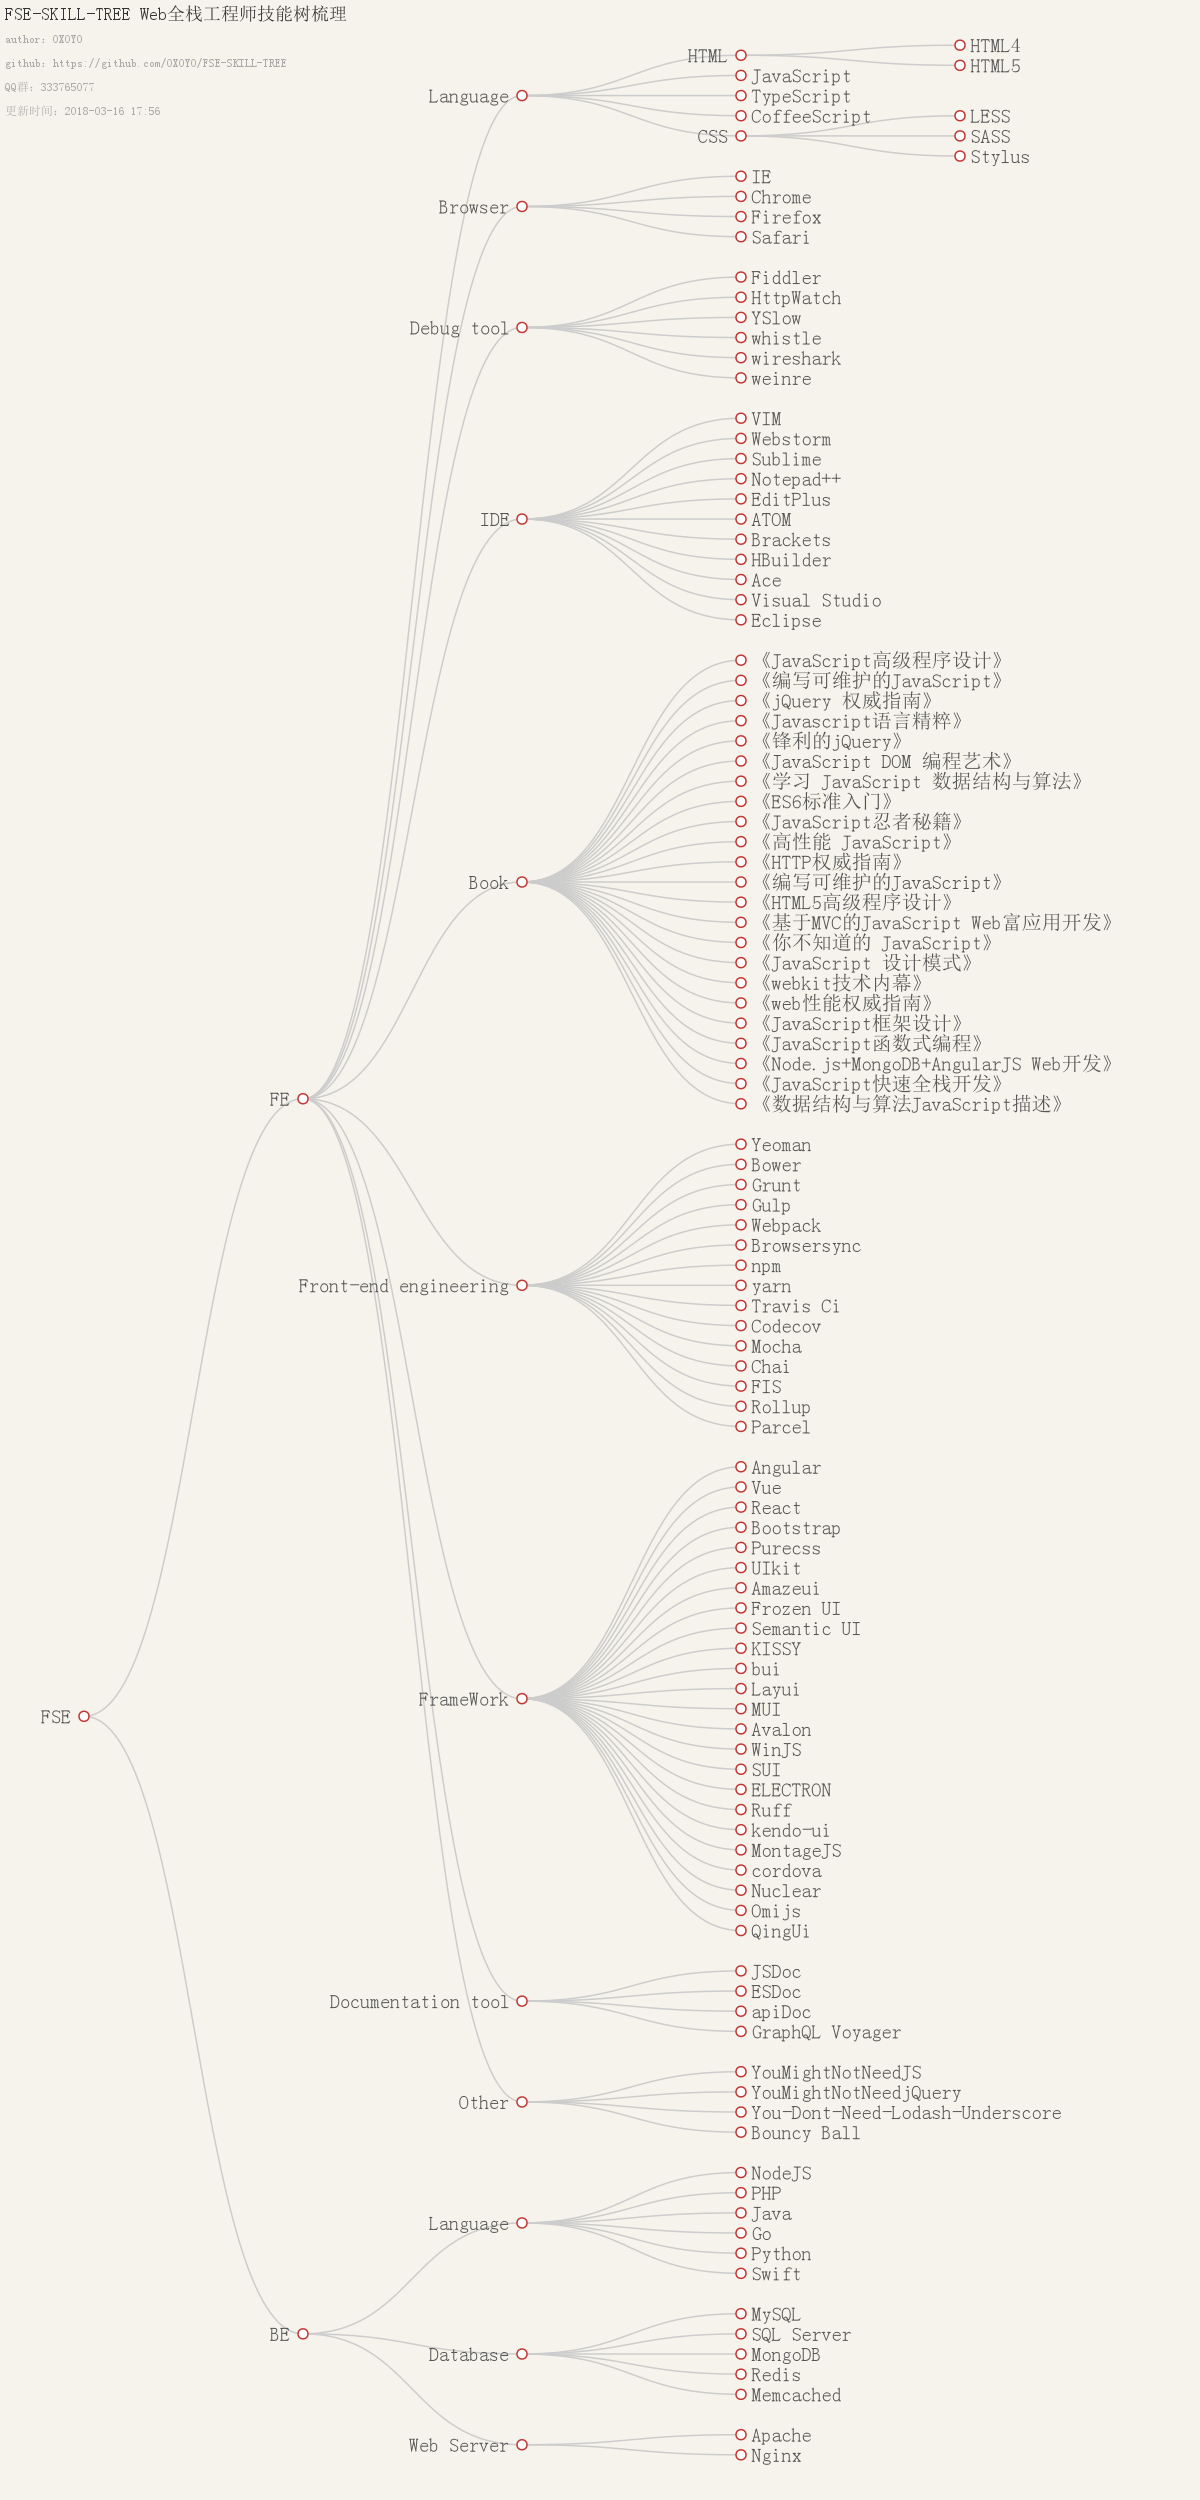 FSE-SKILL-TREE Web全栈工程师技能树梳理
author: OXOYO
github: https://github.com/OXOYO/FSE-SKILL-TREE
QQ群: 333765077
更新时间: 2018-03-16 17:56
FSE
FE
Language
HTML
HTML4
HTML5
JavaScript
TypeScript
CoffeeScript
CSS
LESS
SASS
Stylus
Browser
IE
Chrome
Firefox
Safari
Debug tool
Fiddler
HttpWatch
YSlow
whistle
wireshark
weinre
IDE
VIM
Webstorm
Sublime
Notepad++
EditPlus
ATOM
Brackets
HBuilder
Ace
Visual Studio
Eclipse
Book
《JavaScript高级程序设计》
《编写可维护的JavaScript》
《jQuery 权威指南》
《Javascript语言精粹》
《锋利的jQuery》
《JavaScript DOM 编程艺术》
《学习 JavaScript 数据结构与算法》
《ES6标准入门》
《JavaScript忍者秘籍》
《高性能 JavaScript》
《HTTP权威指南》
《编写可维护的JavaScript》
《HTML5高级程序设计》
《基于MVC的JavaScript Web富应用开发》
《你不知道的 JavaScript》
《JavaScript 设计模式》
《webkit技术内幕》
《web性能权威指南》
《JavaScript框架设计》
《JavaScript函数式编程》
《Node.js+MongoDB+AngularJS Web开发》
《JavaScript快速全栈开发》
《数据结构与算法JavaScript描述》
Front-end engineering
Yeoman
Bower
Grunt
Gulp
Webpack
Browsersync
npm
yarn
Travis Ci
Codecov
Mocha
Chai
FIS
Rollup
Parcel
FrameWork
Angular
Vue
React
Bootstrap
Purecss
UIkit
Amazeui
Frozen UI
Semantic UI
KISSY
bui
Layui
MUI
Avalon
WinJS
SUI
ELECTRON
Ruff
kendo-ui
MontageJS
cordova
Nuclear
Omijs
QingUi
Documentation tool
JSDoc
ESDoc
apiDoc
GraphQL Voyager
Other
YouMightNotNeedJS
YouMightNotNeedjQuery
You-Dont-Need-Lodash-Underscore
Bouncy Ball
BE
Language
NodeJS
PHP
Java
Go
Python
Swift
Database
MySQL
SQL Server
MongoDB
Redis
Memcached
Web Server
Apache
Nginx